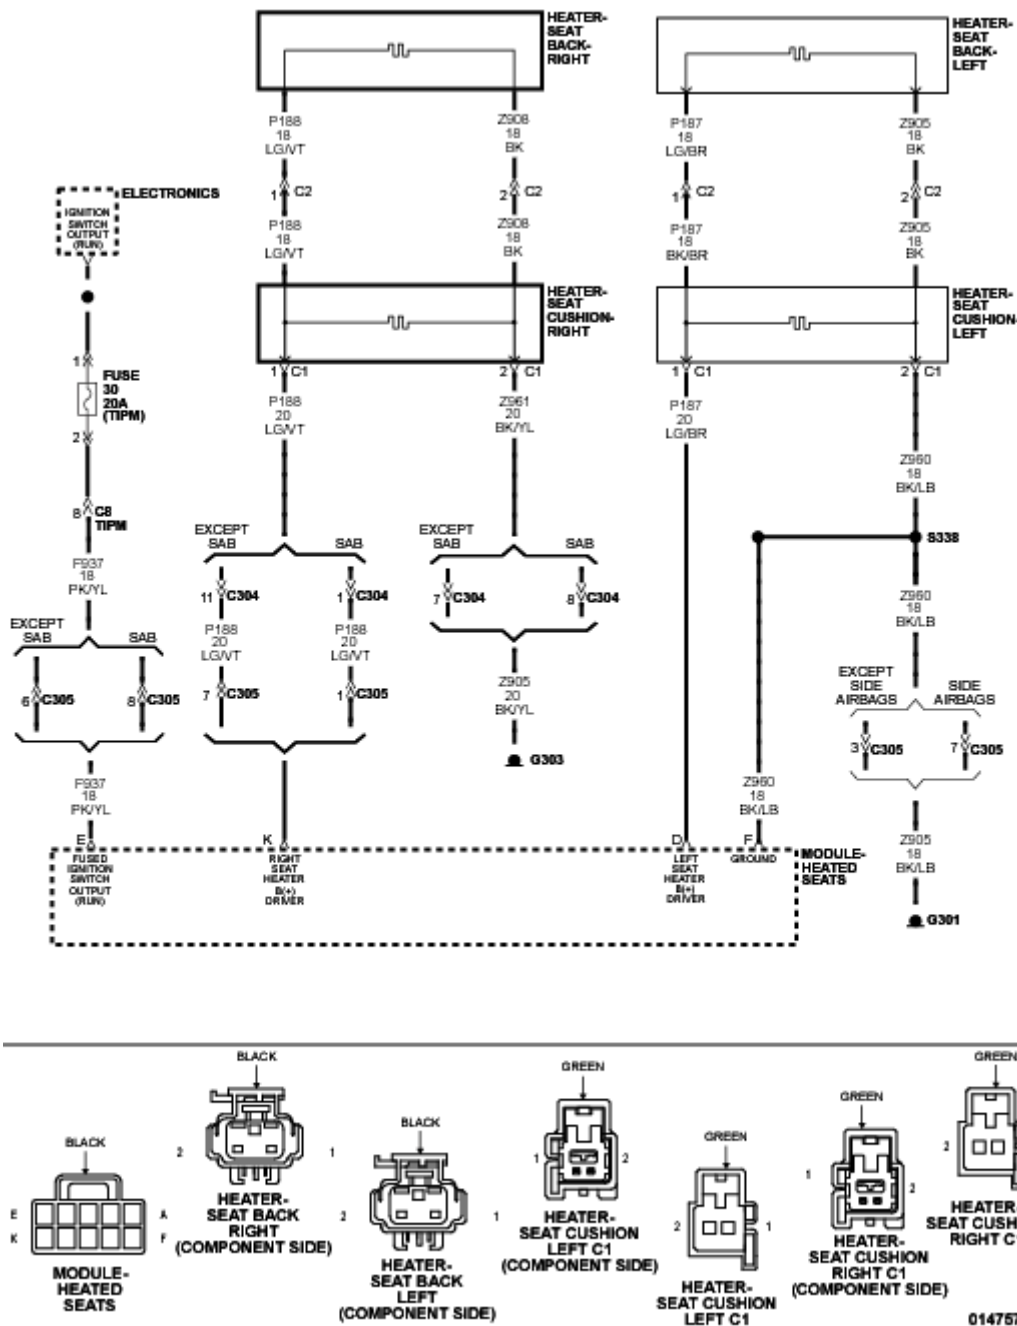 HEATER-
SEAT
BACK-
RIGHT
HEATER-
SEAT
BACK-
LEFT
P188
18
LG/VT
Z908
18
BK
P187
18
LG/BR
Z905
18
BK
1 C2
2 C2
1 C2
2 C2
P188
18
LG/VT
Z908
18
BK
P187
18
BK/BR
Z905
18
BK
ELECTRONICS
IGNITION
SWITCH
OUTPUT
(RUN)
HEATER-
SEAT
CUSHION-
RIGHT
HEATER-
SEAT
CUSHION-
LEFT
1 C1
2 C1
1 C1
2 C1
1
FUSE
30
20A
(TIPM)
2
8 C8
TIPM
P188
20
LG/VT
Z961
20
BK/YL
P187
20
LG/BR
Z960
18
BK/LB
S338
F937
18
PK/YL
EXCEPT
SAB
SAB
EXCEPT
SAB
SAB
11 C304
1 C304
7 C304
8 C304
Z960
18
BK/LB
EXCEPT
SAB
SAB
P188
20
LG/VT
P188
20
LG/VT
6 C305
8 C305
7 C305
1 C305
Z905
20
BK/YL
G303
EXCEPT
SIDE
AIRBAGS
SIDE
AIRBAGS
3 C305
7 C305
F937
18
PK/YL
Z960
18
BK/LB
Z905
18
BK/LB
G301
E
K
D
F
FUSED
IGNITION
SWITCH
OUTPUT
(RUN)
RIGHT
SEAT
HEATER
B(+)
DRIVER
LEFT
SEAT
HEATER
B(+)
DRIVER
GROUND
MODULE-
HEATED
SEATS
BLACK
E
A
K
F
MODULE-
HEATED
SEATS
BLACK
2
1
HEATER-
SEAT BACK
RIGHT
(COMPONENT SIDE)
BLACK
2
1
HEATER-
SEAT BACK
LEFT
(COMPONENT SIDE)
GREEN
1
2
HEATER-
SEAT CUSHION
LEFT C1
(COMPONENT SIDE)
GREEN
2
1
HEATER-
SEAT CUSHION
LEFT C1
GREEN
1
2
HEATER-
SEAT CUSHION
RIGHT C1
(COMPONENT SIDE)
GREEN
2
HEATER-
SEAT CUSH
RIGHT C
014757